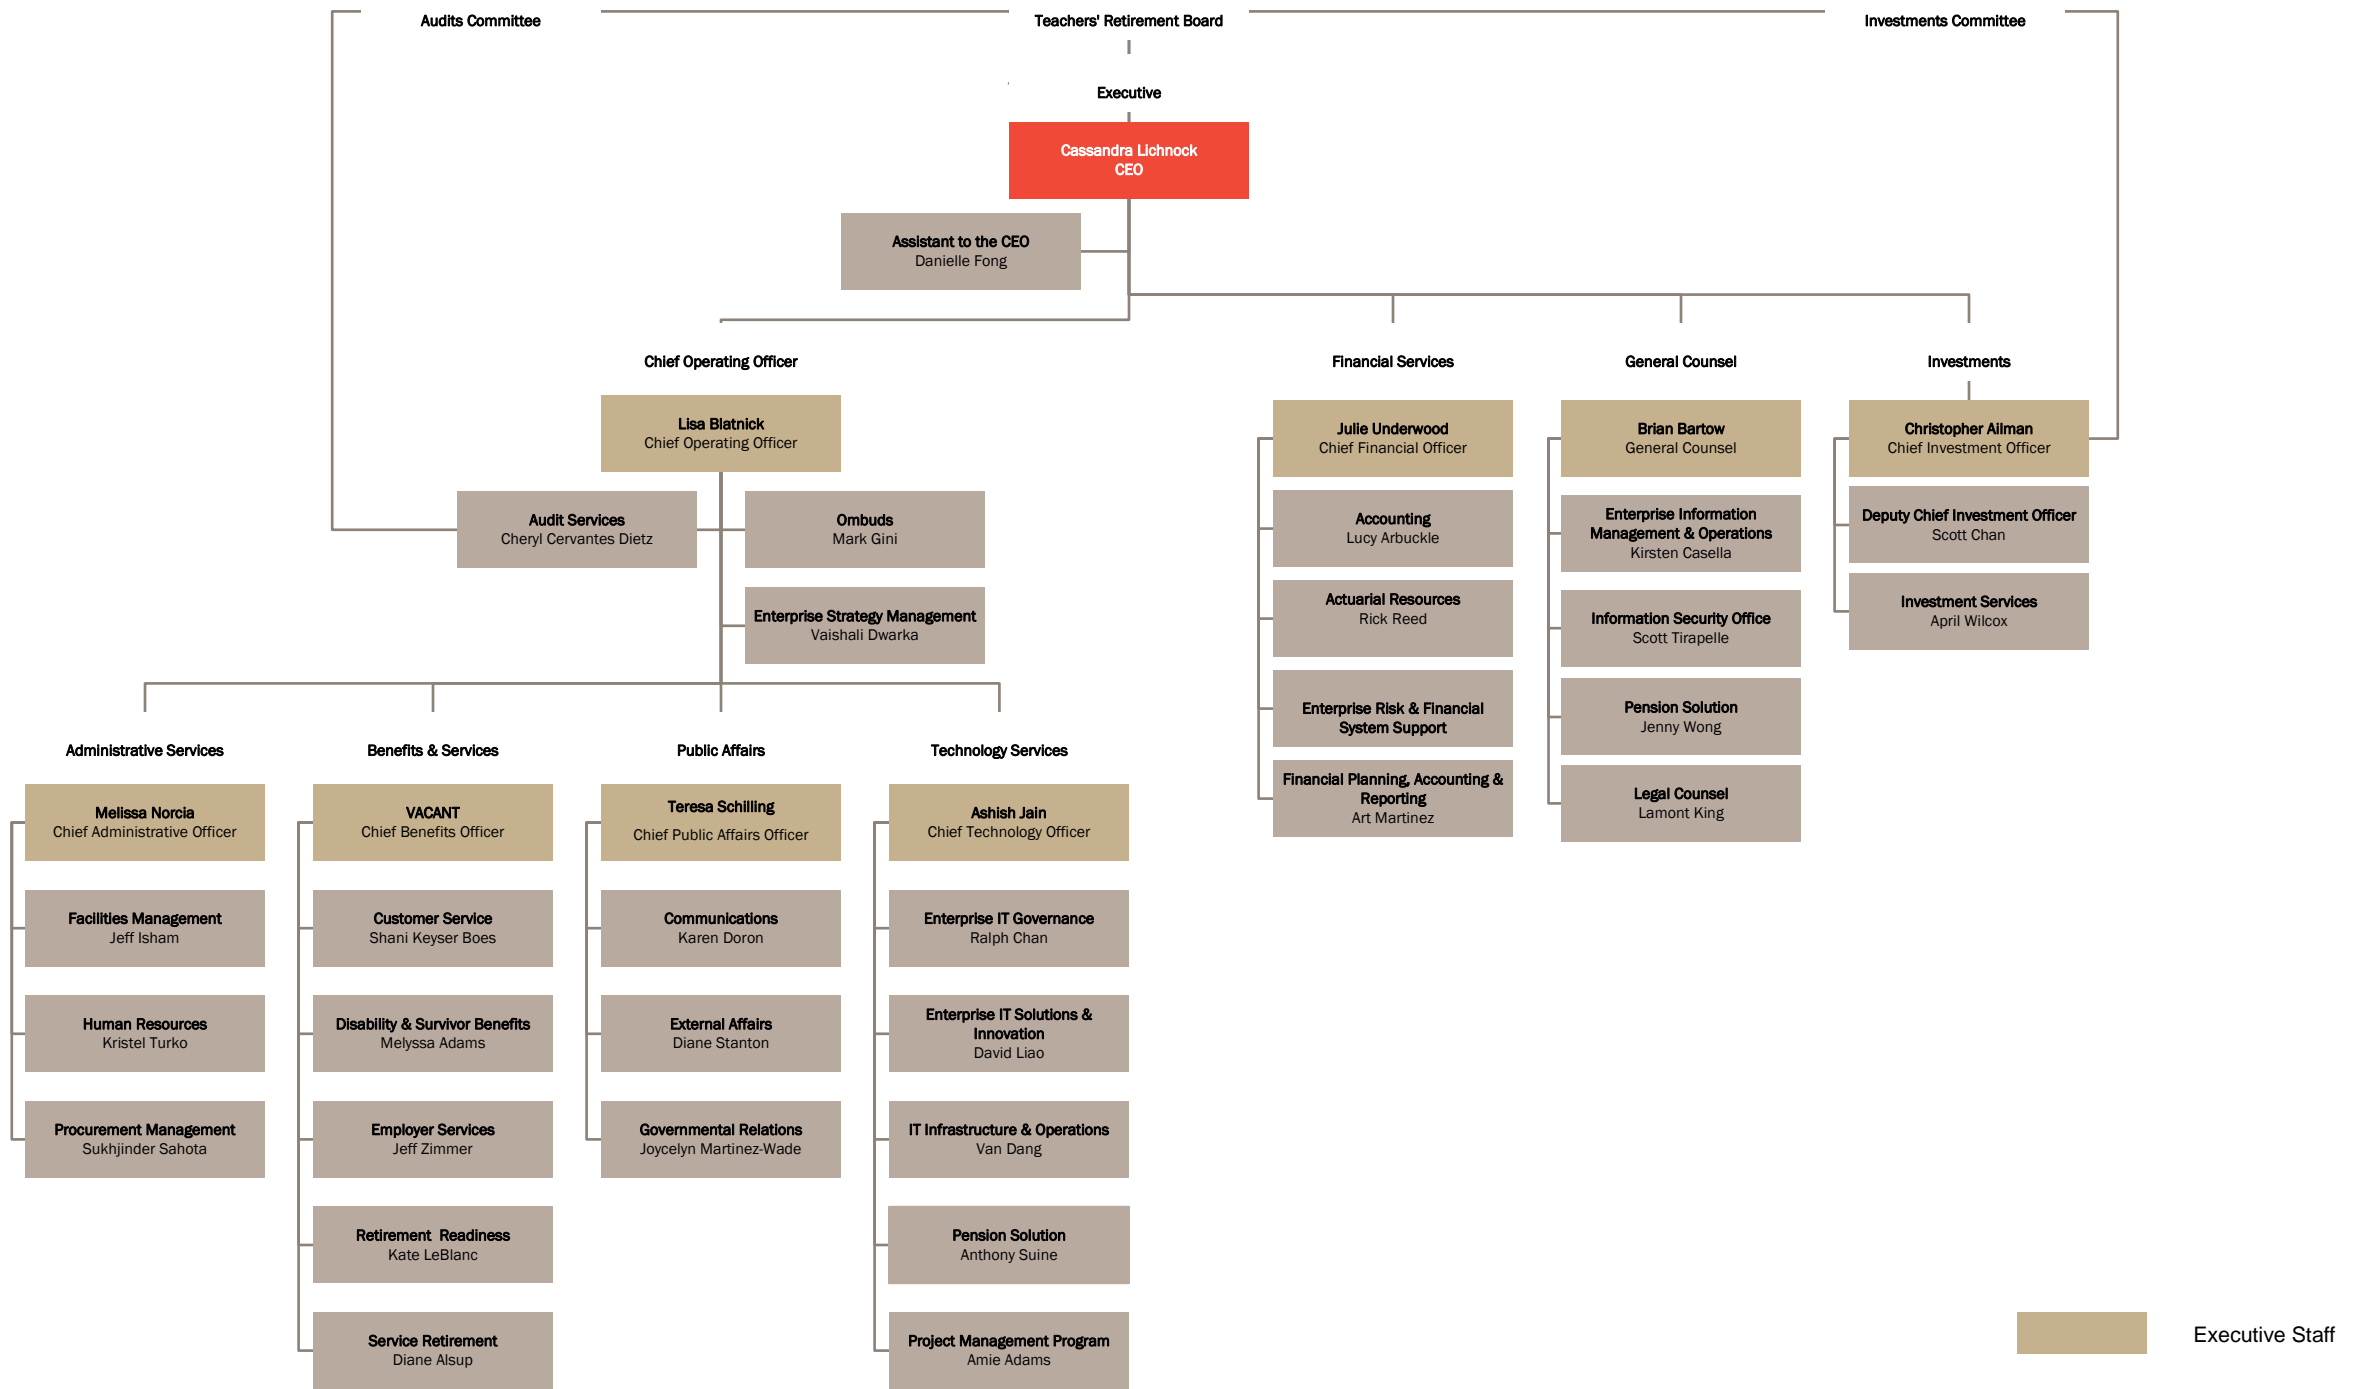 Audits Committee
Teachers' Retirement Board
Investments Committee
Executive
Cassandra Lichnock
CEO
Assistant to the CEO
Danielle Fong
Chief Operating Officer
Financial Services
General Counsel
Investments
Lisa Blatnick
Chief Operating Officer
Julie Underwood
Chief Financial Officer
Brian Bartow
General Counsel
Christopher Ailman
Chief Investment Officer
Audit Services
Cheryl Cervantes Dietz
Ombuds
Mark Gini
Enterprise Strategy Management
Vaishali Dwarka
Accounting
Lucy Arbuckle
Actuarial Resources
Rick Reed
Enterprise Risk & Financial
System Support
Financial Planning, Accounting &
Reporting
Art Martinez
Enterprise Information
Management & Operations
Kirsten Casella
Information Security Office
Scott Tirapelle
Pension Solution
Jenny Wong
Legal Counsel
Lamont King
Deputy Chief Investment Officer
Scott Chan
Investment Services
April Wilcox
Administrative Services
Benefits & Services
Public Affairs
Technology Services
Melissa Norcia
Chief Administrative Officer
Facilities Management
Jeff Isham
Human Resources
Kristel Turko
Procurement Management
Sukhjinder Sahota
VACANT
Chief Benefits Officer
Customer Service
Shani Keyser Boes
Disability & Survivor Benefits
Melyssa Adams
Employer Services
Jeff Zimmer
Retirement  Readiness
Kate LeBlanc
Service Retirement
Diane Alsup
Teresa Schilling
Chief Public Affairs Officer
Communications
Karen Doron
External Affairs
Diane Stanton
Governmental Relations
Joycelyn Martinez-Wade
Ashish Jain
Chief Technology Officer
Enterprise IT Governance
Ralph Chan
Enterprise IT Solutions &
Innovation
David Liao
IT Infrastructure & Operations
Van Dang
Pension Solution
Anthony Suine
Project Management Program
Amie Adams
Executive Staff